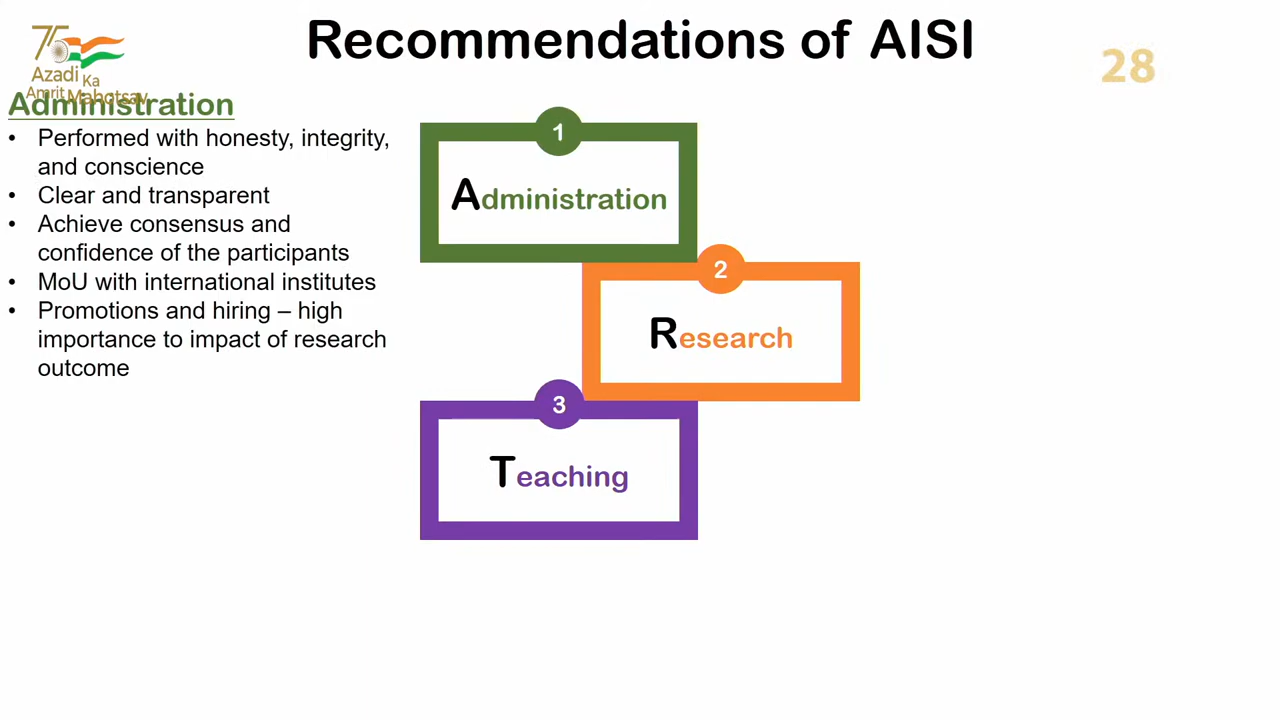 Recommendations of AISI
28
75
Azadi
Ka
Amrit Mahotsav
Administration
• Performed with honesty, integrity,
and conscience
• Clear and transparent
• Achieve consensus and
confidence of the participants
• MoU with international institutes
• Promotions and hiring – high
importance to impact of research
outcome
1
Administration
2
Research
3
Teaching